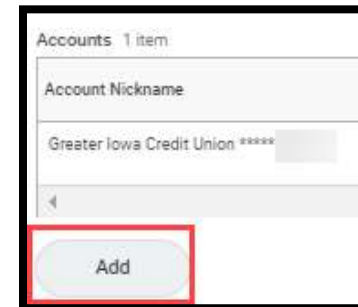 Accounts 1 item
Account Nickname
Greater Iowa Credit Union *****
Add